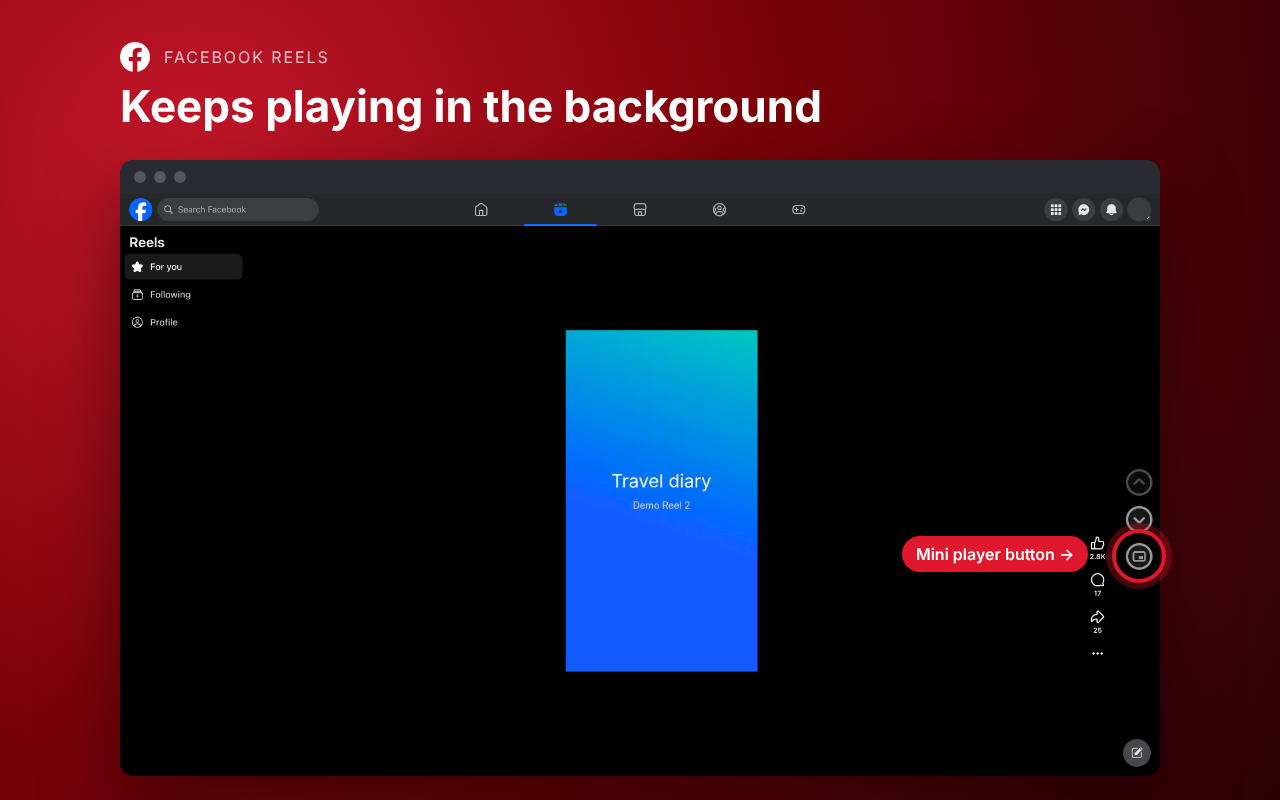 FACEBOOK REELS
Keeps playing in the background
Search Facebook
Reels
For you
Following
Profile
Travel diary
Demo Reel 2
Mini player button →
2.8K
17
25